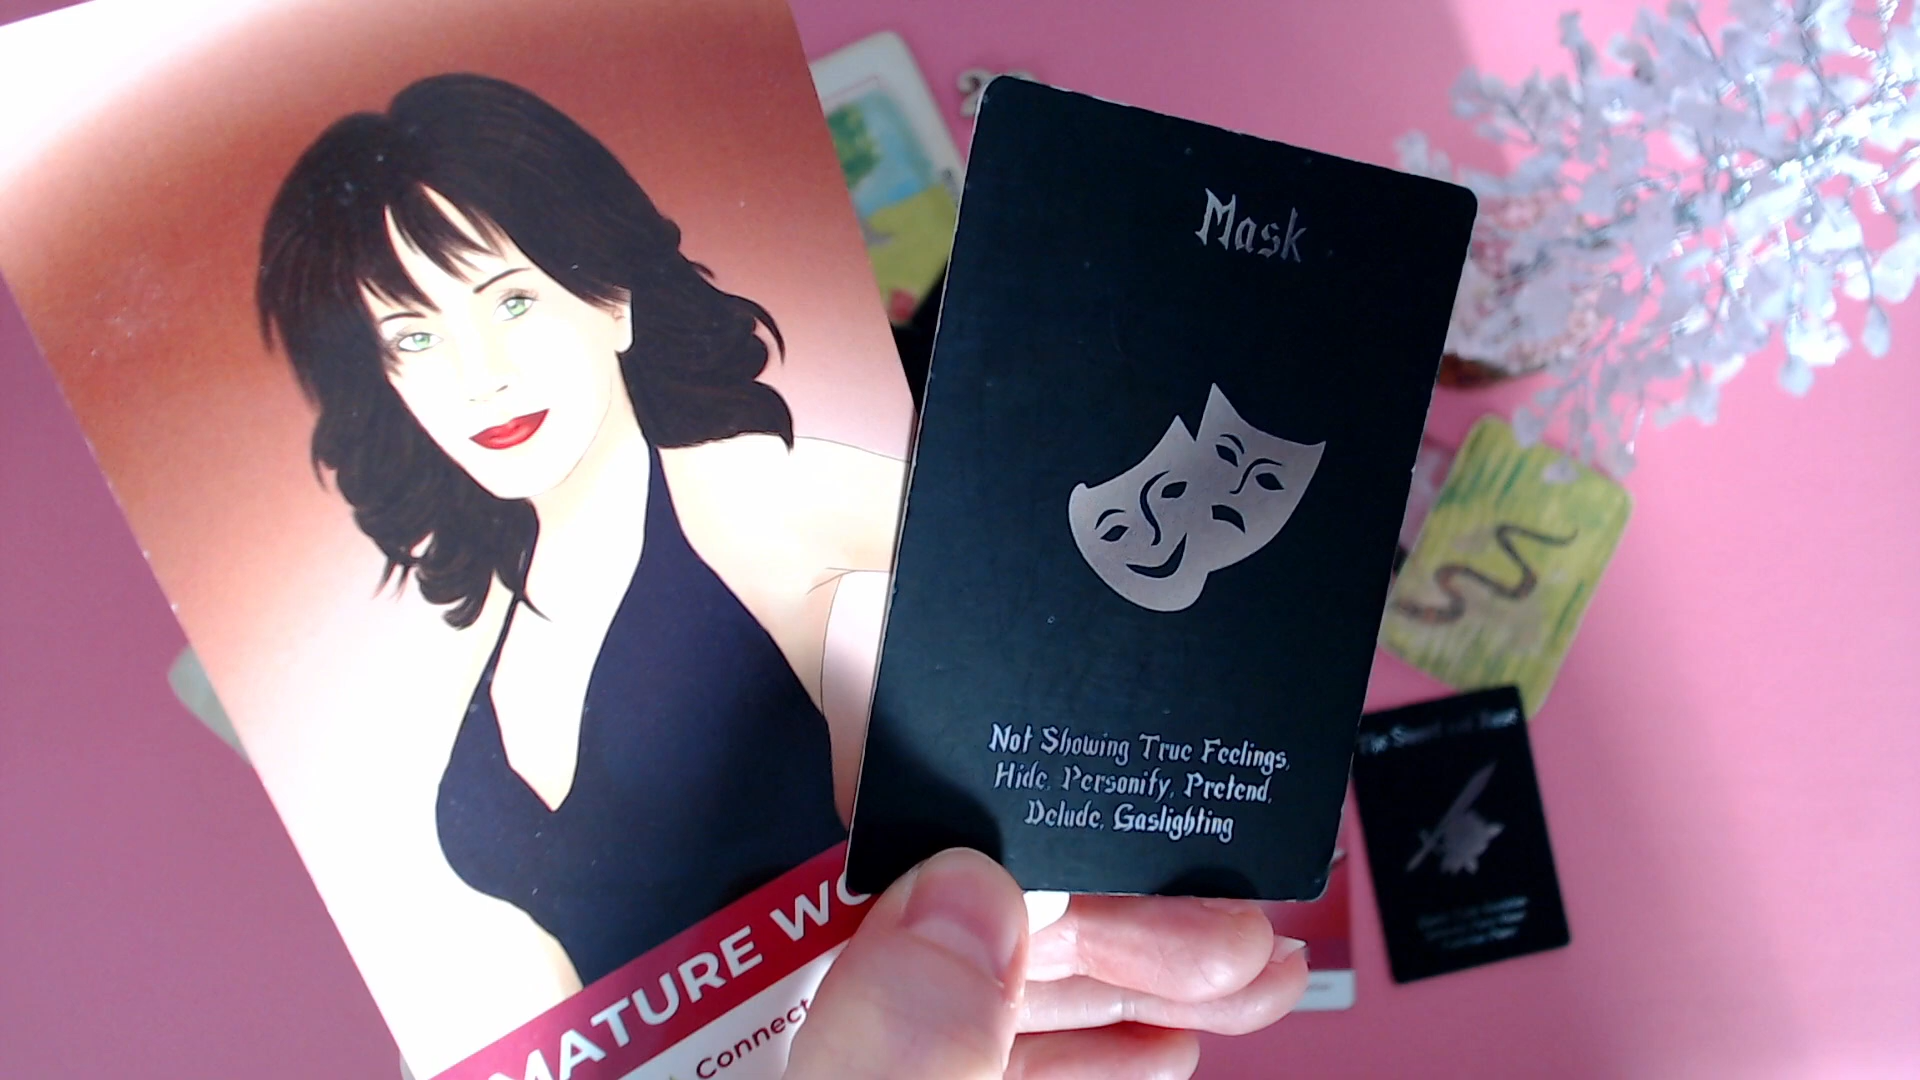 MATURE WO
Connect
Mask
Not Showing True Feelings,
Hide, Personify, Pretend,
Delude, Gaslighting